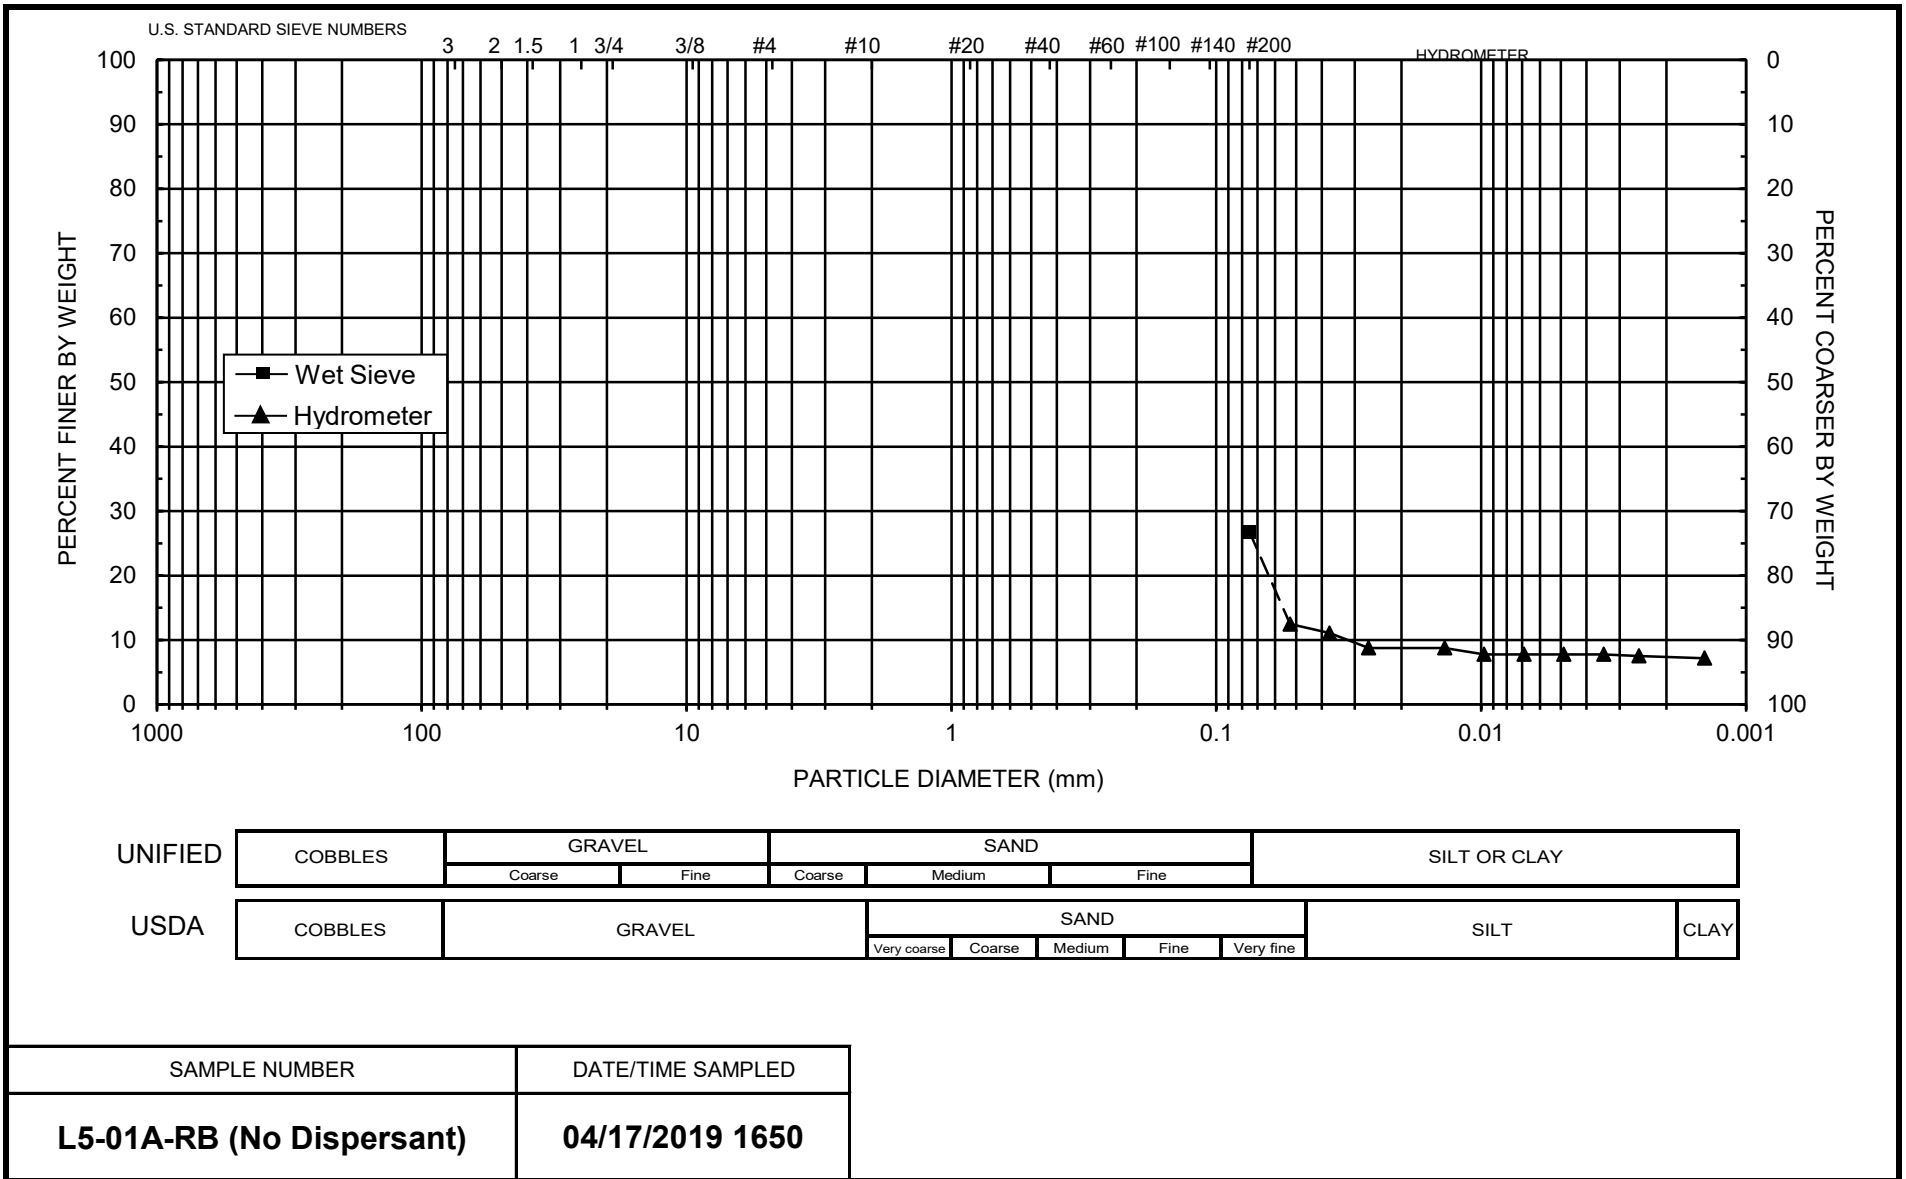 U.S. STANDARD SIEVE NUMBERS
3 2 1.5 1 3/4 3/8 #4 #10 #20 #40 #60 #100 #140 #200
HYDROMETER
100 0
90 10
80 20
70 30
60 40
50 50
40 60
30 70
20 80
10 90
0 100
PERCENT FINER BY WEIGHT
PERCENT COARSER BY WEIGHT
Wet Sieve
Hydrometer
1000 100 10 1 0.1 0.01 0.001
PARTICLE DIAMETER (mm)
UNIFIED
COBBLES GRAVEL SAND SILT OR CLAY
Coarse Fine Coarse Medium Fine
USDA
COBBLES GRAVEL SAND SILT CLAY
Very coarse Coarse Medium Fine Very fine
SAMPLE NUMBER DATE/TIME SAMPLED
L5-01A-RB (No Dispersant) 04/17/2019 1650